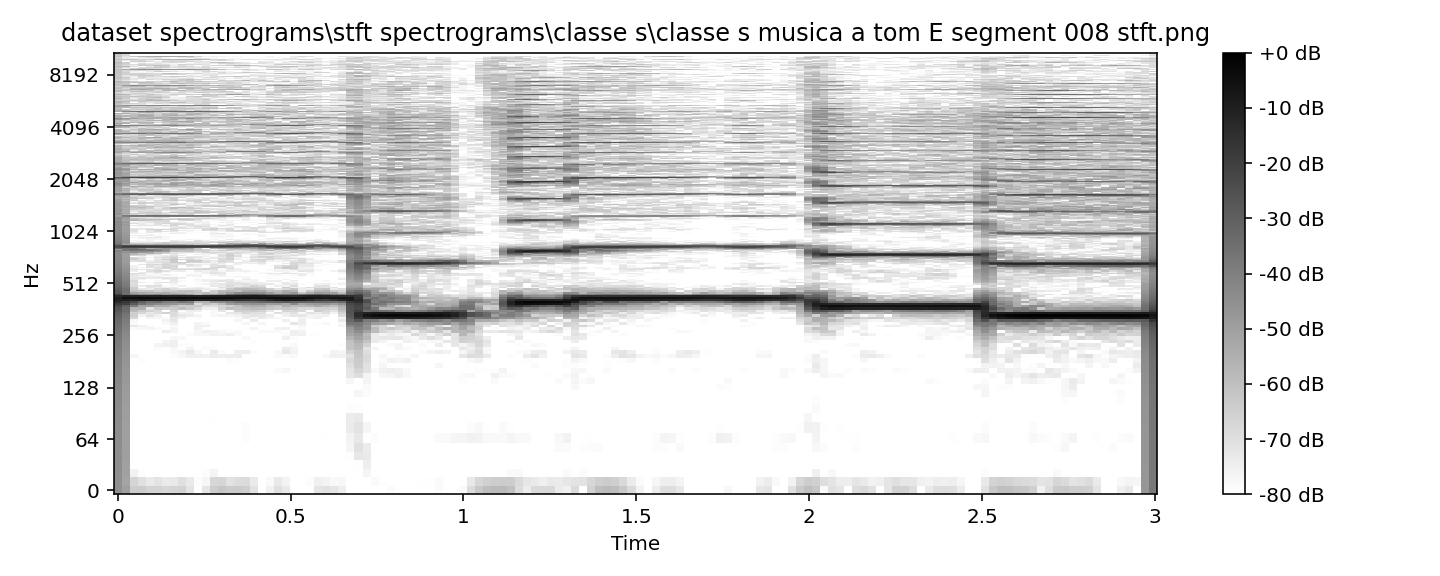 dataset spectrograms\stft spectrograms\classe s\classe s musica a tom E segment 008 stft.png
8192
4096
2048
1024
512
256
128
64
0
Hz
0
0.5
1
1.5
2
2.5
3
Time
+0 dB
-10 dB
-20 dB
-30 dB
-40 dB
-50 dB
-60 dB
-70 dB
-80 dB